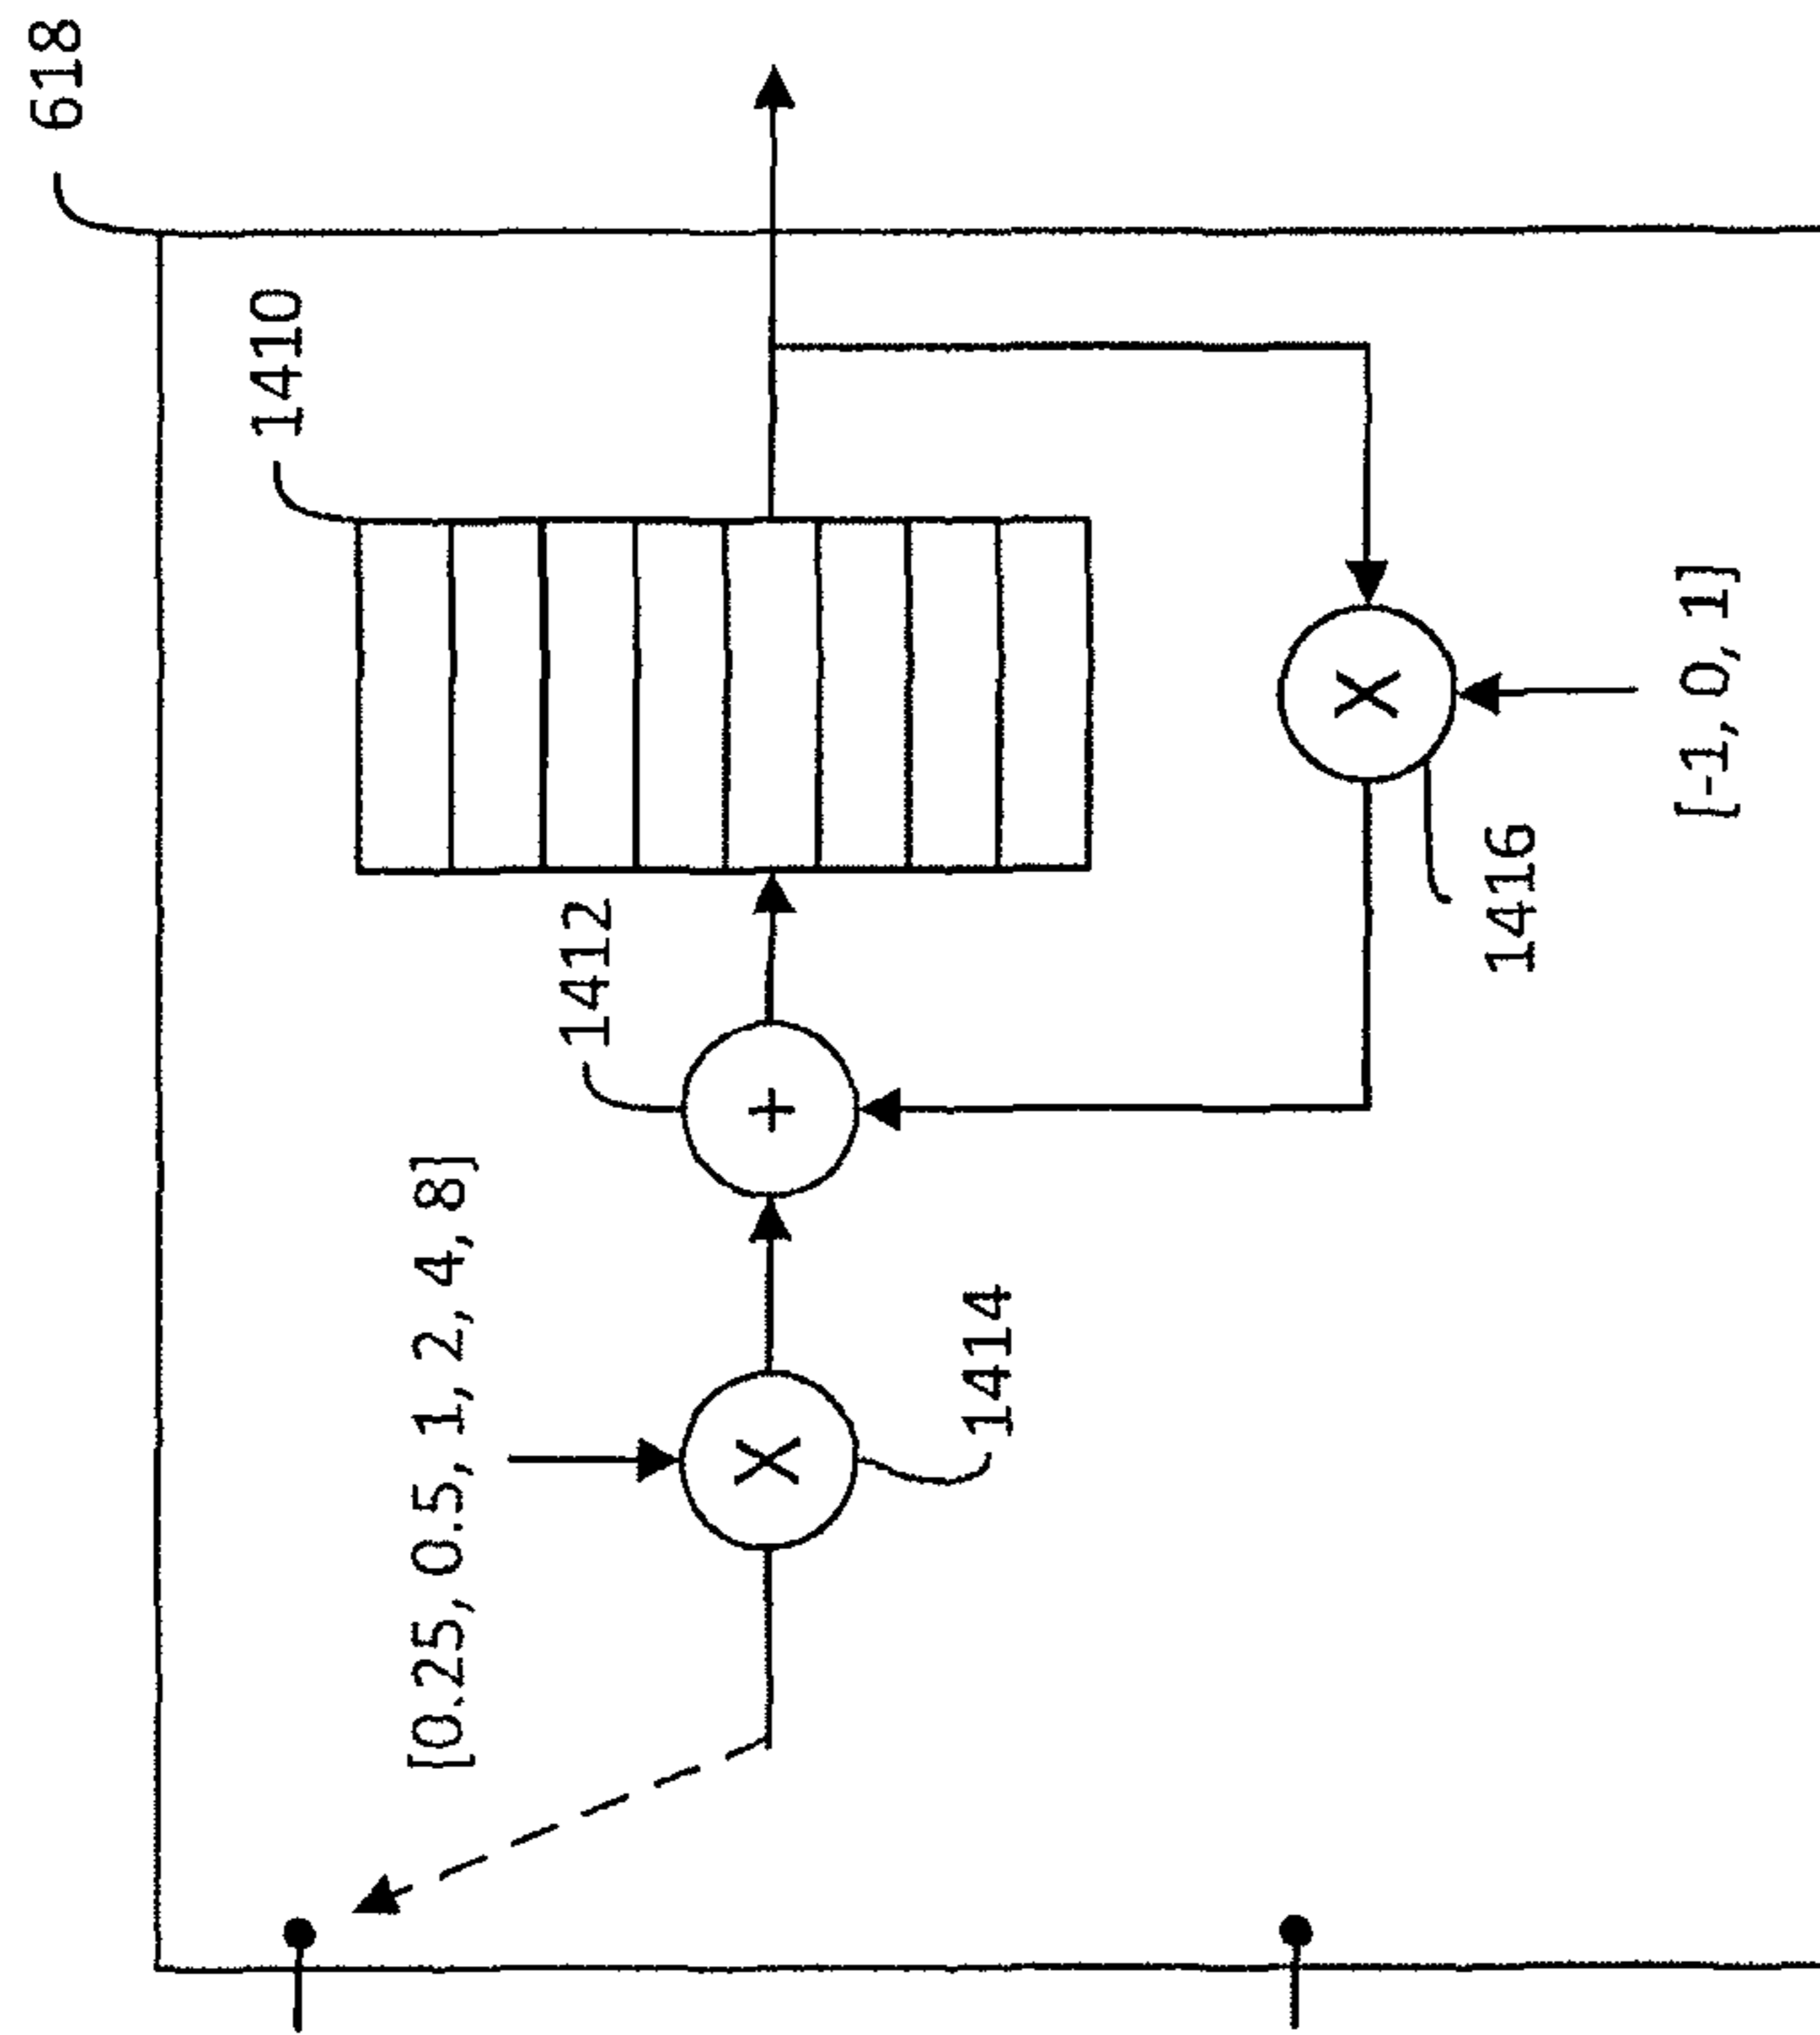 618
1410
1412
[0.25, 0.5, 1, 2, 4, 8]
X
+
1414
X
1416
[-1, 0, 1]